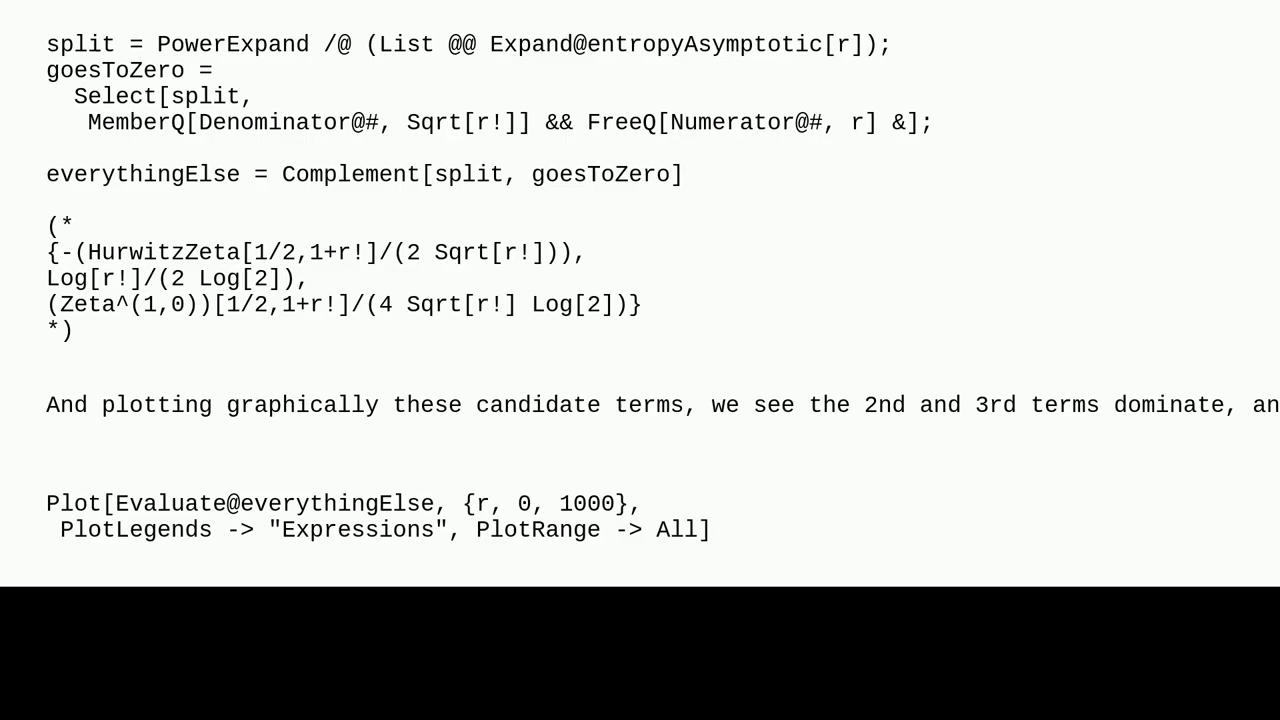 split = PowerExpand /@ (List @@ Expand@entropyAsymptotic[r]);
goesToZero =
  Select[split,
   MemberQ[Denominator@#, Sqrt[r!]] && FreeQ[Numerator@#, r] &];
everythingElse = Complement[split, goesToZero]
(*
{-(HurwitzZeta[1/2,1+r!]/(2 Sqrt[r!])),
Log[r!]/(2 Log[2]),
(Zeta^(1,0))[1/2,1+r!]/(4 Sqrt[r!] Log[2])}
*)
And plotting graphically these candidate terms, we see the 2nd and 3rd terms dominate, an
Plot[Evaluate@everythingElse, {r, 0, 1000},
 PlotLegends -> "Expressions", PlotRange -> All]